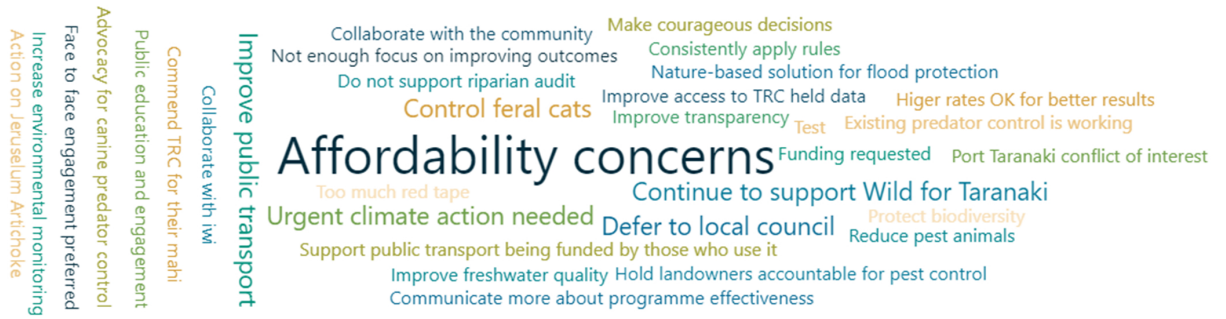 Action on Jeruselum Artichoke
Increase environmental monitoring
Face to face engagement preferred
Advocacy for canine predator control
Public education and engagement
Commend TRC for their mahi
Collaborate with iwi
Improve public transport
Make courageous decisions
Collaborate with the community
Consistently apply rules
Not enough focus on improving outcomes
Nature-based solution for flood protection
Do not support riparian audit
Improve access to TRC held data
Higer rates OK for better results
Control feral cats
Improve transparency
Test
Existing predator control is working
Affordability concerns
Funding requested
Port Taranaki conflict of interest
Too much red tape
Continue to support Wild for Taranaki
Urgent climate action needed
Defer to local council
Protect biodiversity
Reduce pest animals
Support public transport being funded by those who use it
Improve freshwater quality
Hold landowners accountable for pest control
Communicate more about programme effectiveness